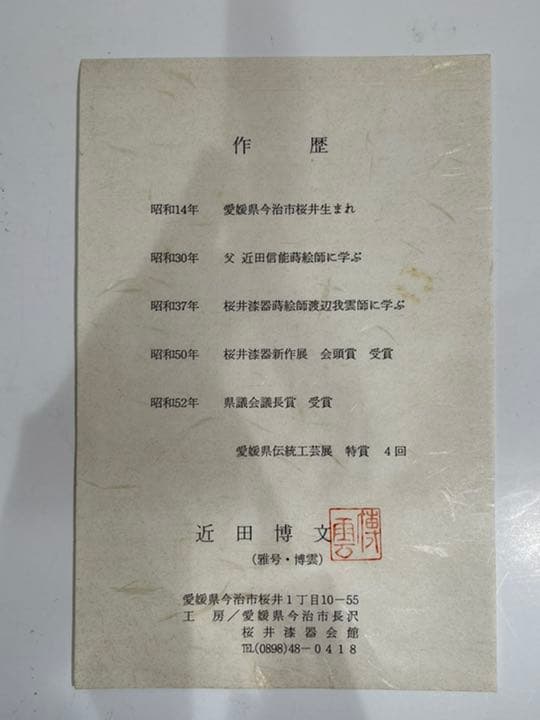 作歴
昭和14年 愛媛県今治市桜井生まれ
昭和30年 父 近田信能蒔絵師に学ぶ
昭和37年 桜井漆器蒔絵師渡辺我雲師に学ぶ
昭和50年 桜井漆器新作展 会頭賞 受賞
昭和52年 県議会議長賞 受賞
愛媛県伝統工芸展 特賞 4回
近田博文
博雲
(雅号・博雲)
愛媛県今治市桜井1丁目10-55
工房/愛媛県今治市長沢
桜井漆器会館
TEL(0898)48-0418